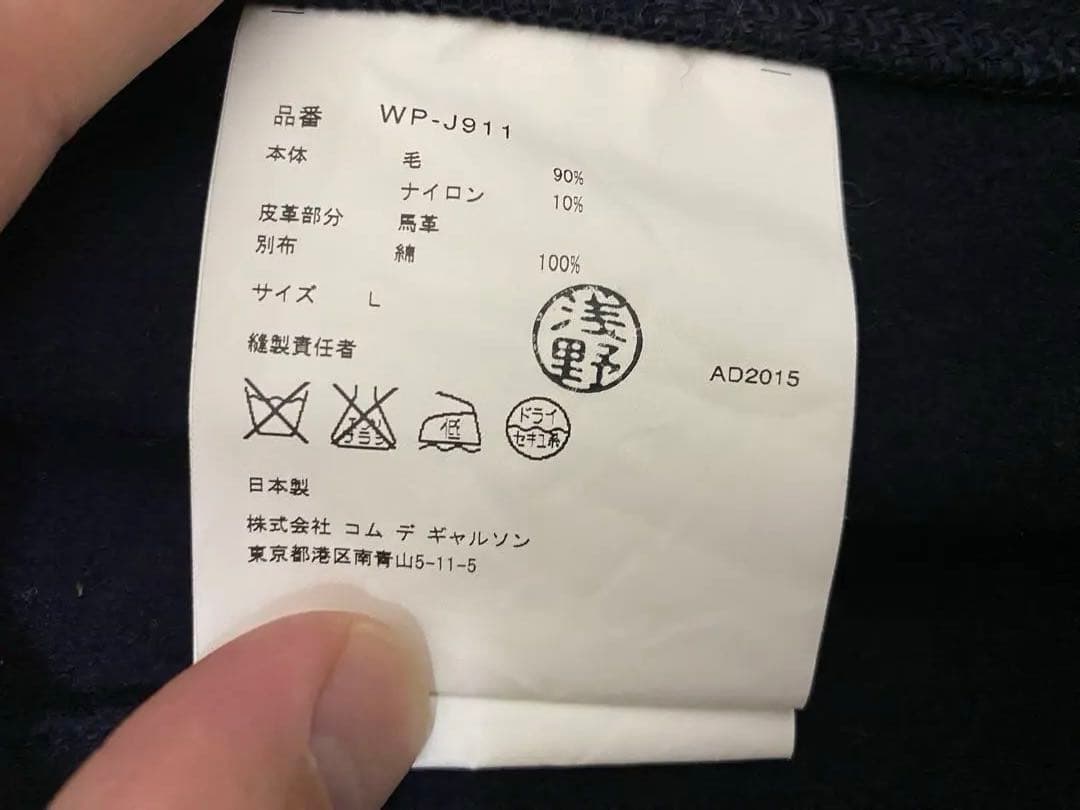 品番 WP-J911
本体 毛 90%
ナイロン 10%
皮革部分 馬革
別布 綿 100%
サイズ L
縫製責任者 浅野
AD2015
低 ドライ セキユ系
日本製
株式会社 コム デ ギャルソン
東京都港区南青山5-11-5